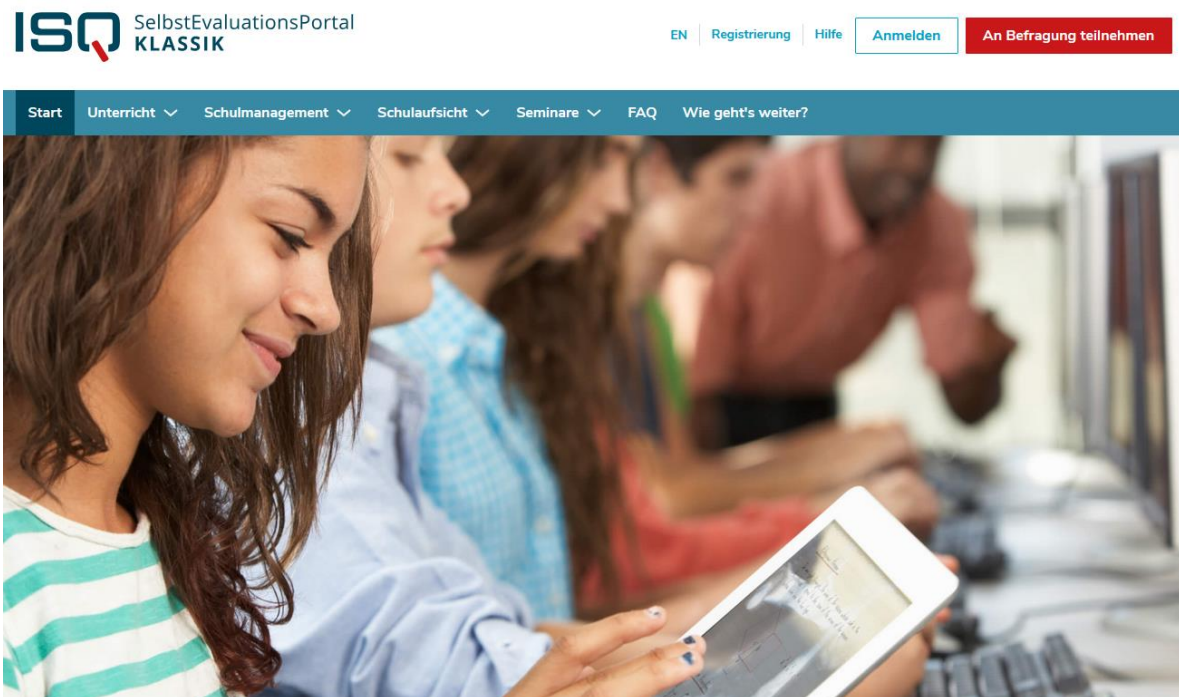 ISQ SelbstEvaluationsPortal
KLASSIK
EN Registrierung Hilfe Anmelden An Befragung teilnehmen
Start Unterricht Schulmanagement Schulaufsicht Seminare FAQ Wie geht's weiter?